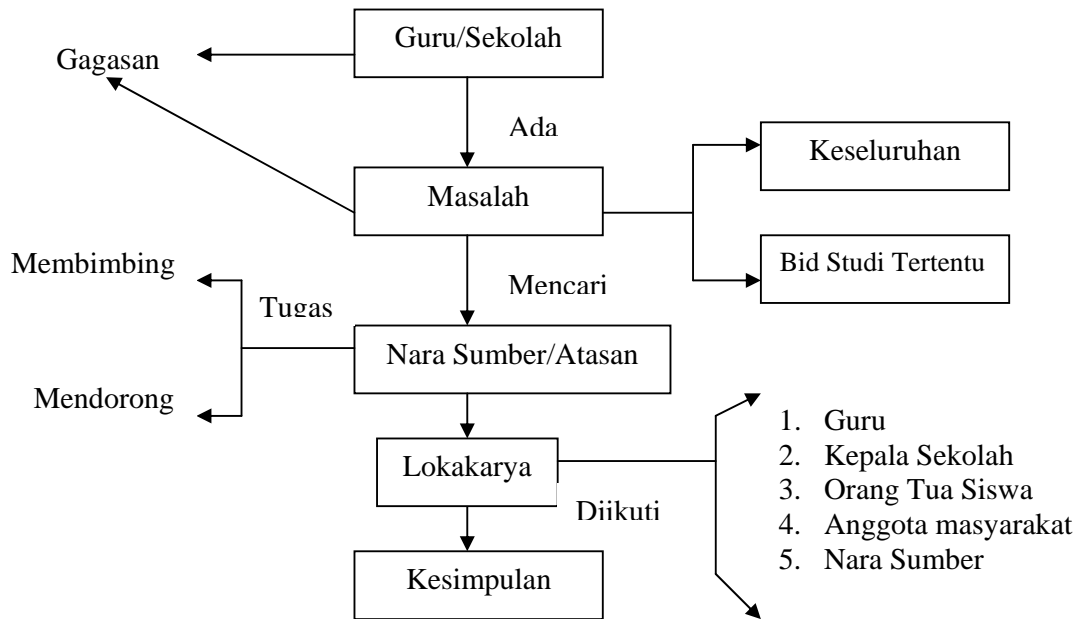 Guru/Sekolah
Gagasan
Ada
Keseluruhan
Masalah
Bid Studi Tertentu
Membimbing
Mencari
Tugas
Nara Sumber/Atasan
Mendorong
1. Guru
2. Kepala Sekolah
3. Orang Tua Siswa
4. Anggota masyarakat
5. Nara Sumber
Lokakarya
Diikuti
Kesimpulan